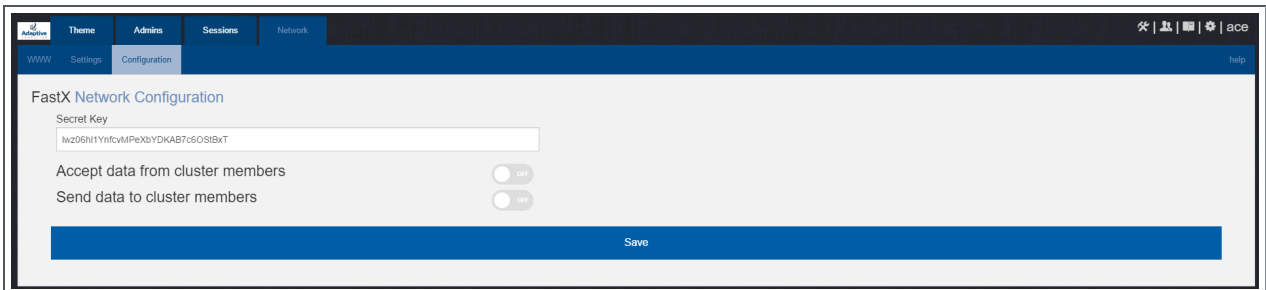 Adaptive
Theme Admins Sessions Network
| | | | ace
WWW Settings Configuration
help
FastX Network Configuration
Secret Key
Iwz06hI1YnfcvMPeXbYDKAB7c6OStBxT
Accept data from cluster members
OFF
Send data to cluster members
OFF
Save